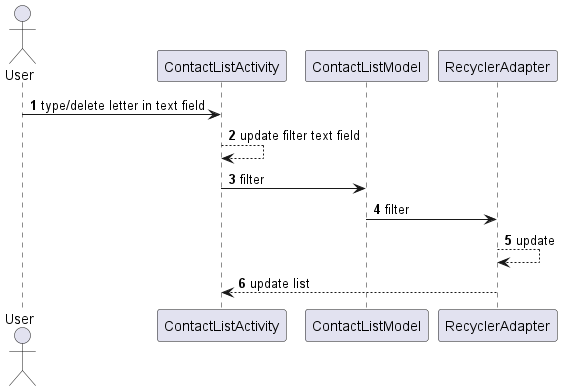 User
ContactListActivity
ContactListModel
RecyclerAdapter
1 type/delete letter in text field
2 update filter text field
3 filter
4 filter
5 update
6 update list
User
ContactListActivity
ContactListModel
RecyclerAdapter